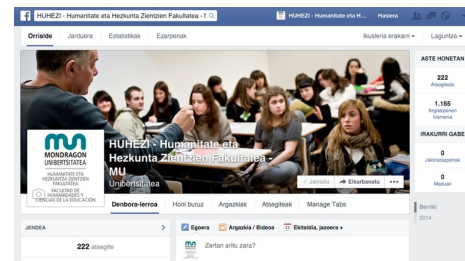 HUHEZI - Humanitate eta Hezkuntza Zientzien Fakultatea - M
HUHEZI - Humanitate eta H... Hasiera
Orrialde Jarduera Estatistikak Ezarpenak Ikusleria erakarri Laguntza
ASTE HONETAN
222
Atsegiteak
1.165
Argitalpenen
Irismena
IRAKURRI GABE
0
Jakinarazpenak
0
Mezuak
Berriki
2014
MONDRAGON
UNIBERTSITATEA
HUMANITATE ETA
HEZKUNTZA ZIENTZIEN
FAKULTATEA
FACULTAD DE
HUMANIDADES Y
CIENCIAS DE LA EDUCACIÓN
HUHEZI - Humanitate eta
Hezkuntza Zientzien Fakultatea -
MU
Unibertsitatea
+ Jarraitu Elkarbanatu •••
Denbora-lerroa Honi buruz Argazkiak Atsegiteak Manage Tabs
JENDEA >
222 atsegite
Egoera Argazkia / Bideoa Ekitaldia, jazoera +
Zertan aritu zara?